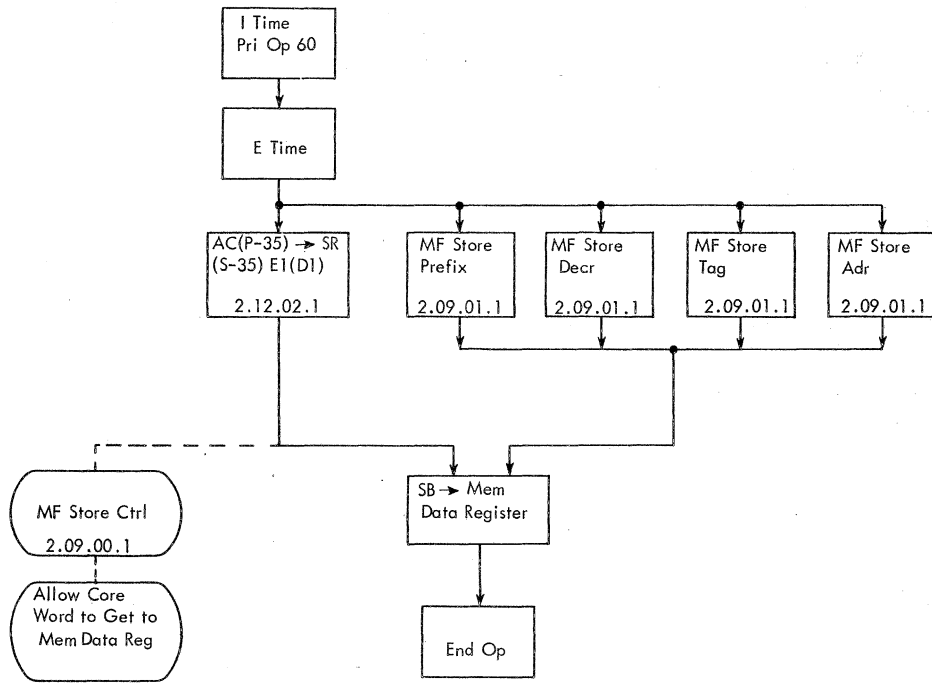 I Time
Pri Op 60
E Time
AC(P-35) → SR
(S-35) E1(D1)
2.12.02.1
MF Store
Prefix
2.09.01.1
MF Store
Decr
2.09.01.1
MF Store
Tag
2.09.01.1
MF Store
Adr
2.09.01.1
MF Store Ctrl
2.09.00.1
Allow Core
Word to Get to
Mem Data Reg
SB → Mem
Data Register
End Op